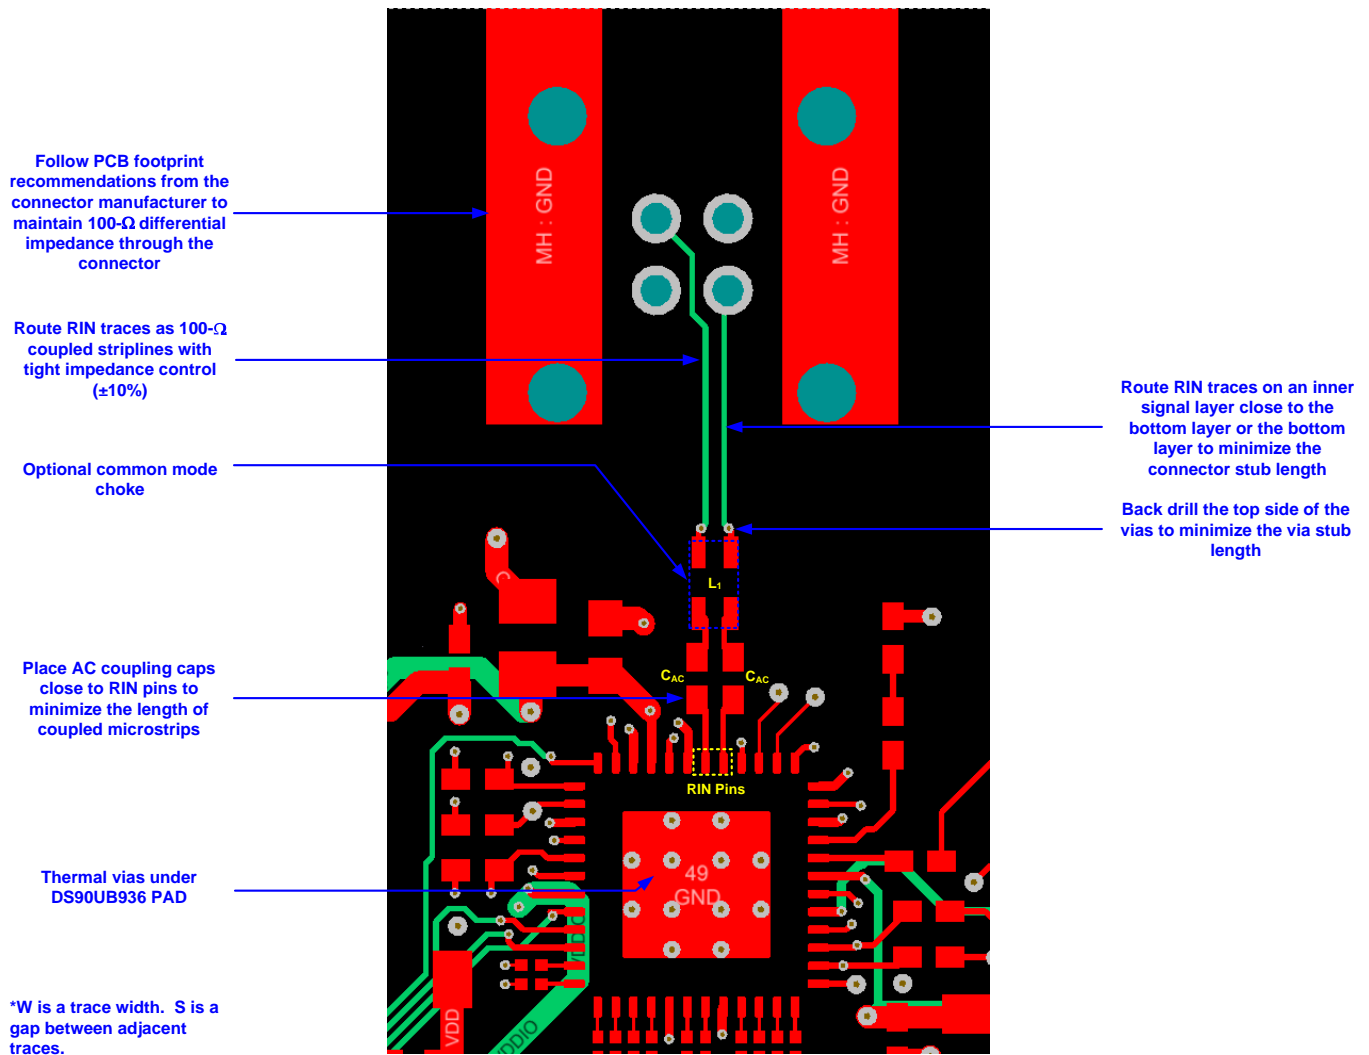 Follow PCB footprint
recommendations from the
connector manufacturer to
maintain 100-Ω differential
impedance through the
connector
Route RIN traces as 100-Ω
coupled striplines with
tight impedance control
(±10%)
Optional common mode
choke
Place AC coupling caps
close to RIN pins to
minimize the length of
coupled microstrips
Thermal vias under
DS90UB936 PAD
*W is a trace width. S is a
gap between adjacent
traces.
MH : GND
MH : GND
L1
CAC
CAC
RIN Pins
49
GND
VDD
VDDIO
VDDIO
Route RIN traces on an inner
signal layer close to the
bottom layer or the bottom
layer to minimize the
connector stub length
Back drill the top side of the
vias to minimize the via stub
length